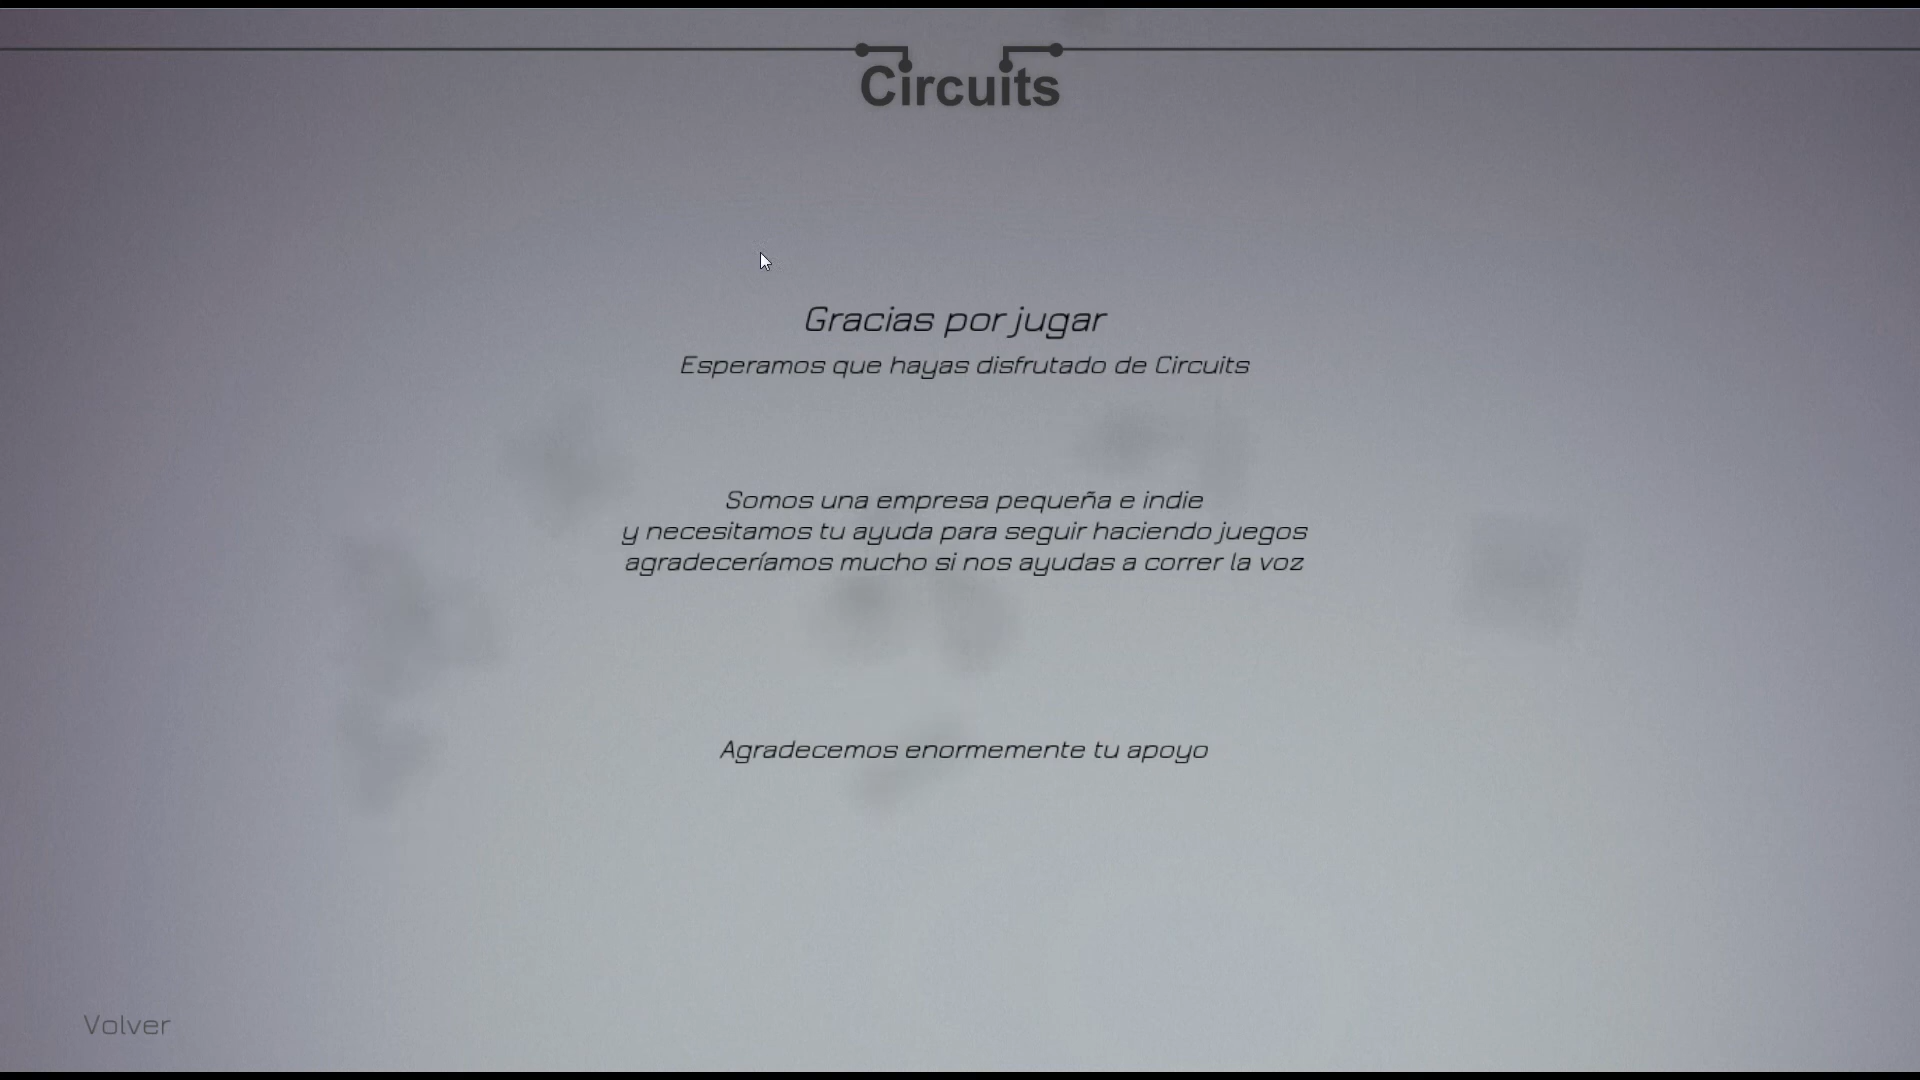 Circuits
Gracias por jugar
Esperamos que hayas disfrutado de Circuits
Somos una empresa pequeña e indie
y necesitamos tu ayuda para seguir haciendo juegos
agradeceríamos mucho si nos ayudas a correr la voz
Agradecemos enormemente tu apoyo
Volver